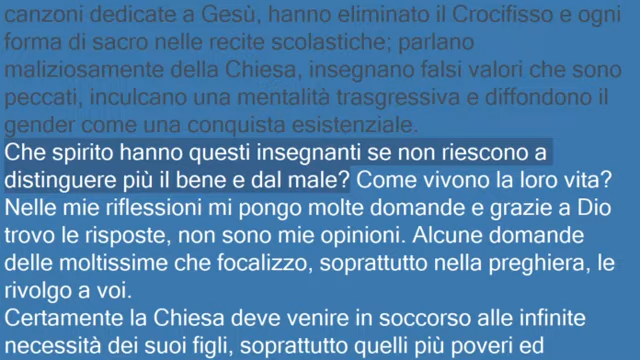 canzoni dedicate a Gesù, hanno eliminato il Crocifisso e ogni
forma di sacro nelle recite scolastiche; parlano
maliziosamente della Chiesa, insegnano falsi valori che sono
peccati, inculcano una mentalità trasgressiva e diffondono il
gender come una conquista esistenziale.
Che spirito hanno questi insegnanti se non riescono a
distinguere più il bene e dal male? Come vivono la loro vita?
Nelle mie riflessioni mi pongo molte domande e grazie a Dio
trovo le risposte, non sono mie opinioni. Alcune domande
delle moltissime che focalizzo, soprattutto nella preghiera, le
rivolgo a voi.
Certamente la Chiesa deve venire in soccorso alle infinite
necessità dei suoi figli, soprattutto quelli più poveri ed